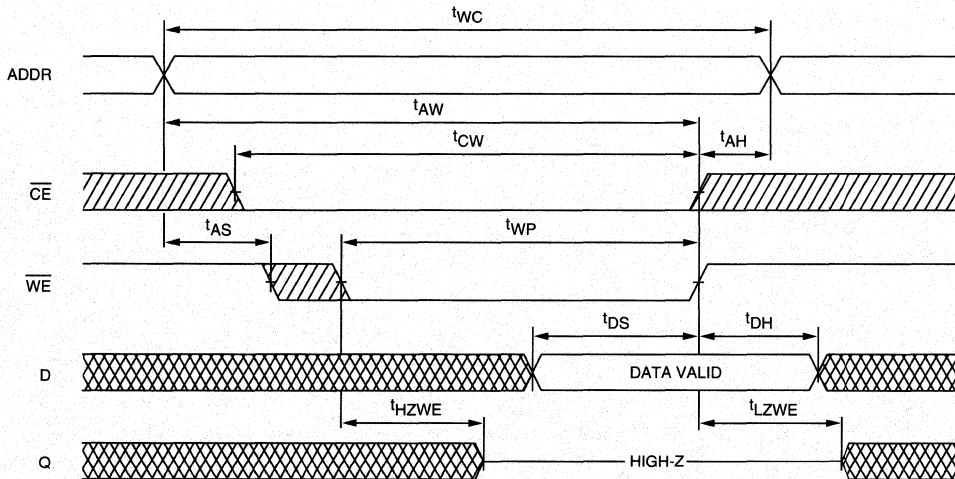 tWC
ADDR
tAW
tCW
tAH
CE
tAS
tWP
WE
tDS
tDH
D
DATA VALID
tHZWE
tLZWE
Q
HIGH-Z